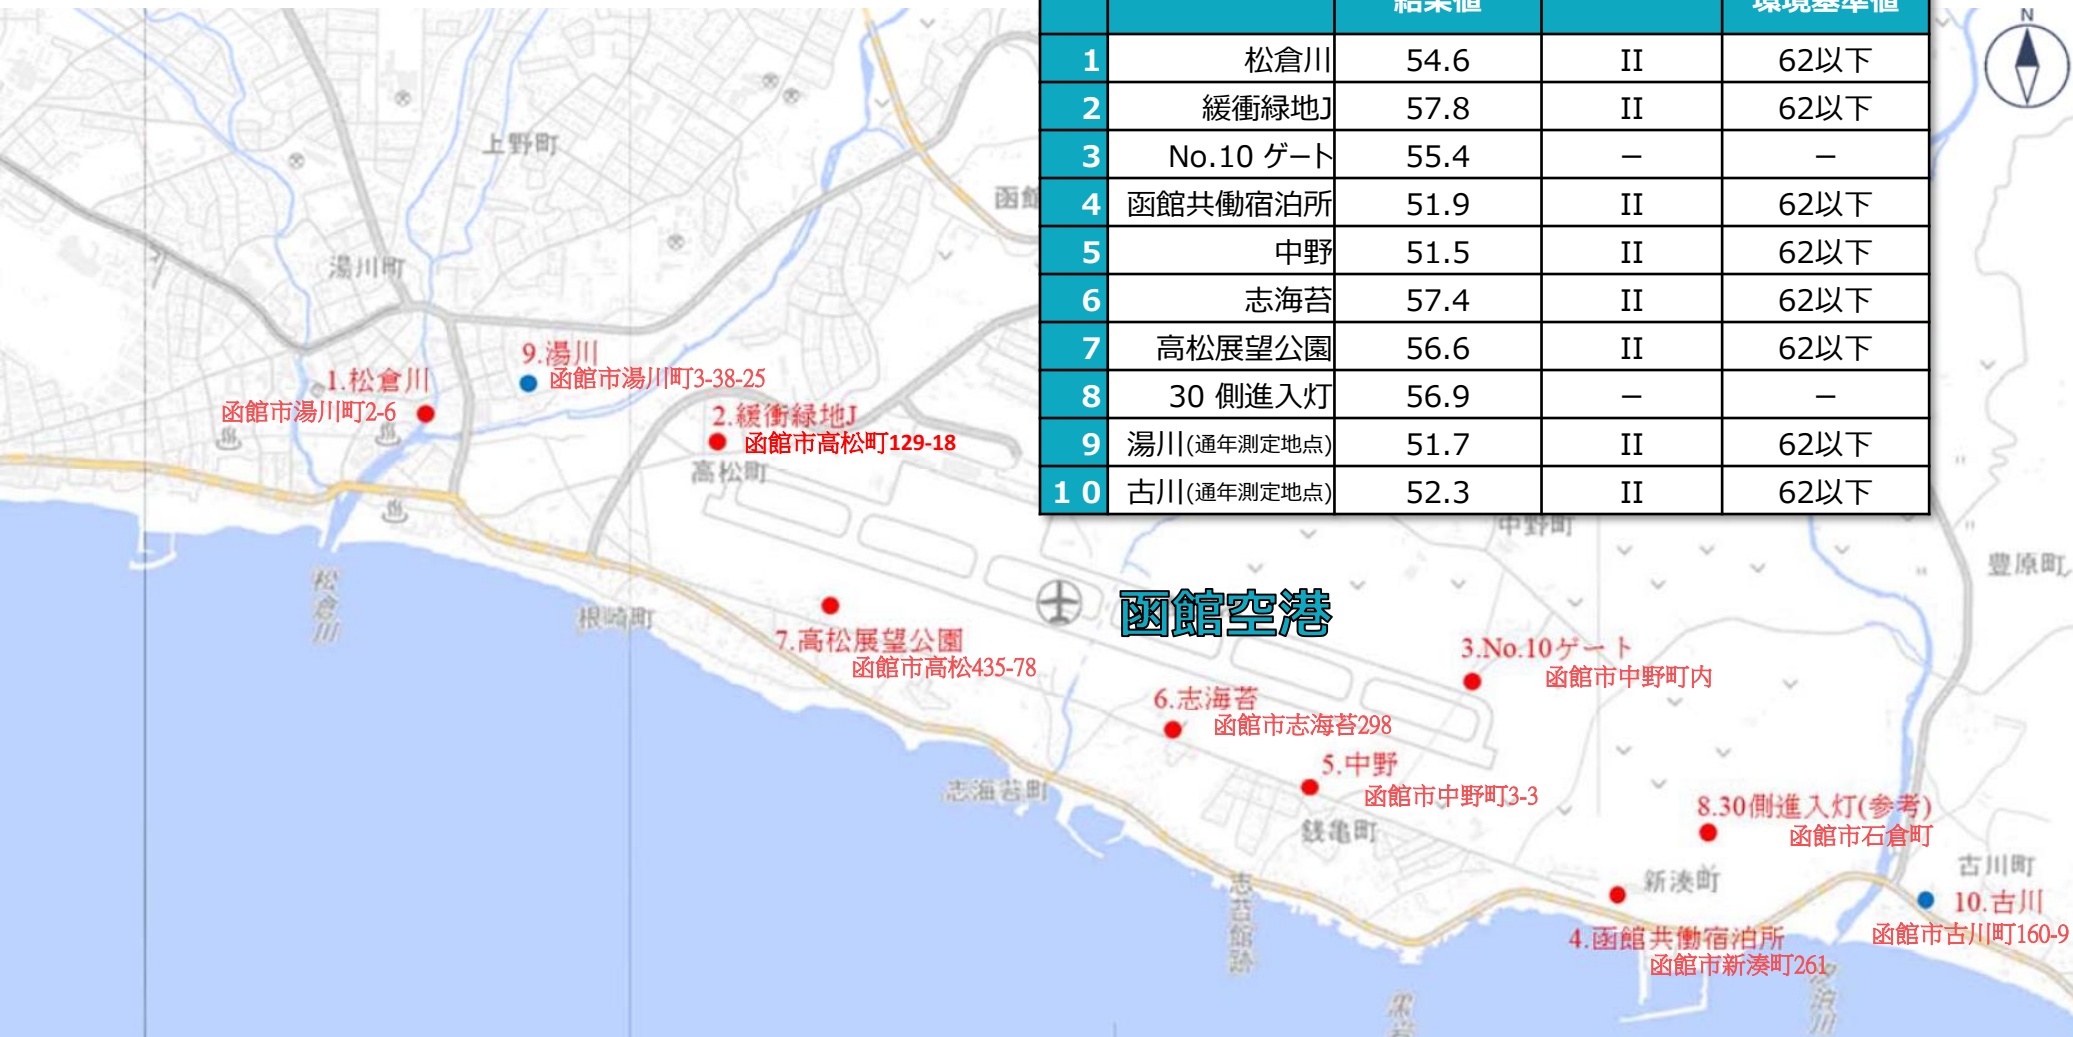 結果値 環境基準値
1 松倉川 54.6 II 62以下
2 緩衝緑地J 57.8 II 62以下
3 No.10 ゲート 55.4 － －
4 函館共働宿泊所 51.9 II 62以下
5 中野 51.5 II 62以下
6 志海苔 57.4 II 62以下
7 高松展望公園 56.6 II 62以下
8 30 側進入灯 56.9 － －
9 湯川(通年測定地点) 51.7 II 62以下
１０ 古川(通年測定地点) 52.3 II 62以下
N
上野町
函館
湯川町
9.湯川
函館市湯川町3-38-25
1.松倉川
函館市湯川町2-6
2.緩衝緑地J
函館市高松町129-18
高松町
中野町
豊原町
松倉川
根崎町
函館空港
7.高松展望公園
函館市高松435-78
3.No.10ゲート
函館市中野町内
6.志海苔
函館市志海苔298
5.中野
函館市中野町3-3
志海苔町
銭亀町
8.30側進入灯(参考)
函館市石倉町
新湊町
古川町
10.古川
函館市古川町160-9
4.函館共働宿泊所
函館市新湊町261
志苔館跡
汐泊川